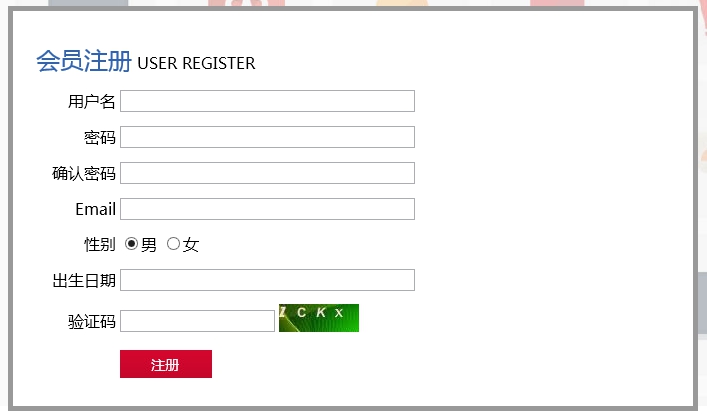 会员注册 USER REGISTER
用户名
密码
确认密码
Email
性别 男 女
出生日期
验证码 ICKX
注册